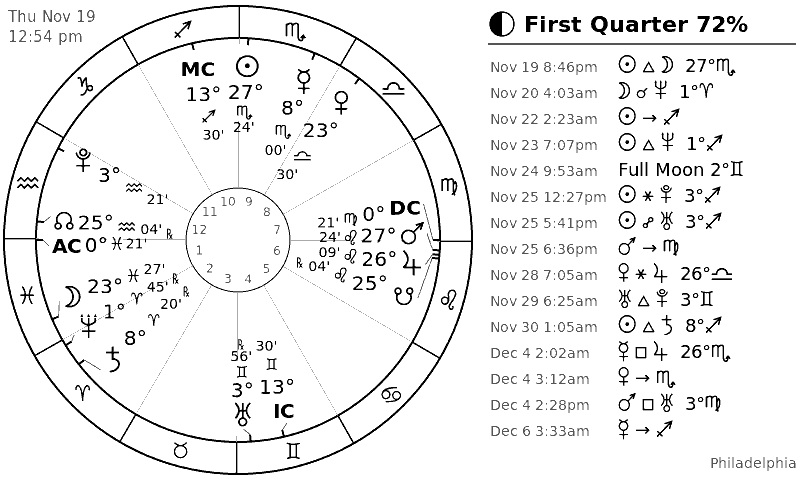 Thu Nov 19
12:54 pm
MC ☉
13° 27°
♐ ♏
30' 24'
☿
8°
♏
00'
♀
23°
♎
30'
♇ 3° ♒ 21'
☊ 25° ♒ 04' ℞
AC 0° ♓ 21'
☽ 23° ♓ 27'
♆ 1° ♈ 45' ℞
♄ 8° ♈ 20' ℞
21' ♍ 0° DC
24' ♌ 27° ♂
09' ♌ 26° ♃
℞ 04' ♌ 25° ☋
℞
56' 30'
♊ ♊
3° 13°
♅ IC
10 9
11 8
12 7
1 6
2 5
3 4
♐ ♏ ♎ ♍ ♌ ♋ ♊ ♉ ♈ ♓ ♒ ♑
First Quarter 72%
Nov 19 8:46pm ☉ △ ☽ 27°♏
Nov 20 4:03am ☽ ☌ ♆ 1°♈
Nov 22 2:23am ☉ → ♐
Nov 23 7:07pm ☉ △ ♆ 1°♐
Nov 24 9:53am Full Moon 2°♊
Nov 25 12:27pm ☉ ⚹ ♇ 3°♐
Nov 25 5:41pm ☉ ☍ ♅ 3°♐
Nov 25 6:36pm ♂ → ♍
Nov 28 7:05am ♀ ⚹ ♃ 26°♎
Nov 29 6:25am ♅ △ ♇ 3°♊
Nov 30 1:05am ☉ △ ♄ 8°♐
Dec 4 2:02am ☿ □ ♃ 26°♏
Dec 4 3:12am ♀ → ♏
Dec 4 2:28pm ♂ □ ♅ 3°♍
Dec 6 3:33am ☿ → ♐
Philadelphia